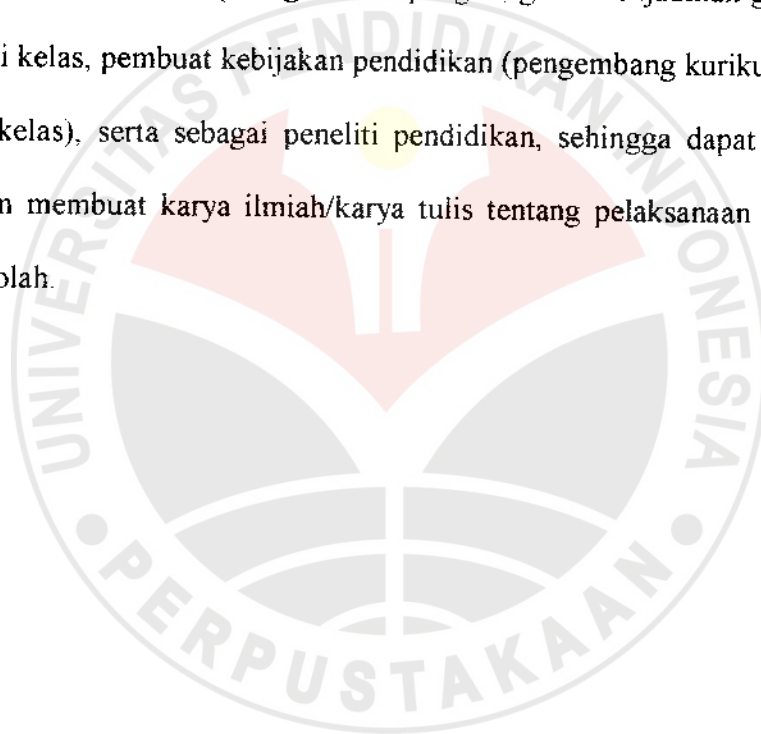 i kelas, pembuat kebijakan pendidikan (pengembang kuriku
kelas), serta sebagai peneliti pendidikan, sehingga dapat
n membuat karya ilmiah/karya tulis tentang pelaksanaan
olah.
UNIVERSITAS PENDIDIKAN INDONESIA
PERPUSTAKAAN